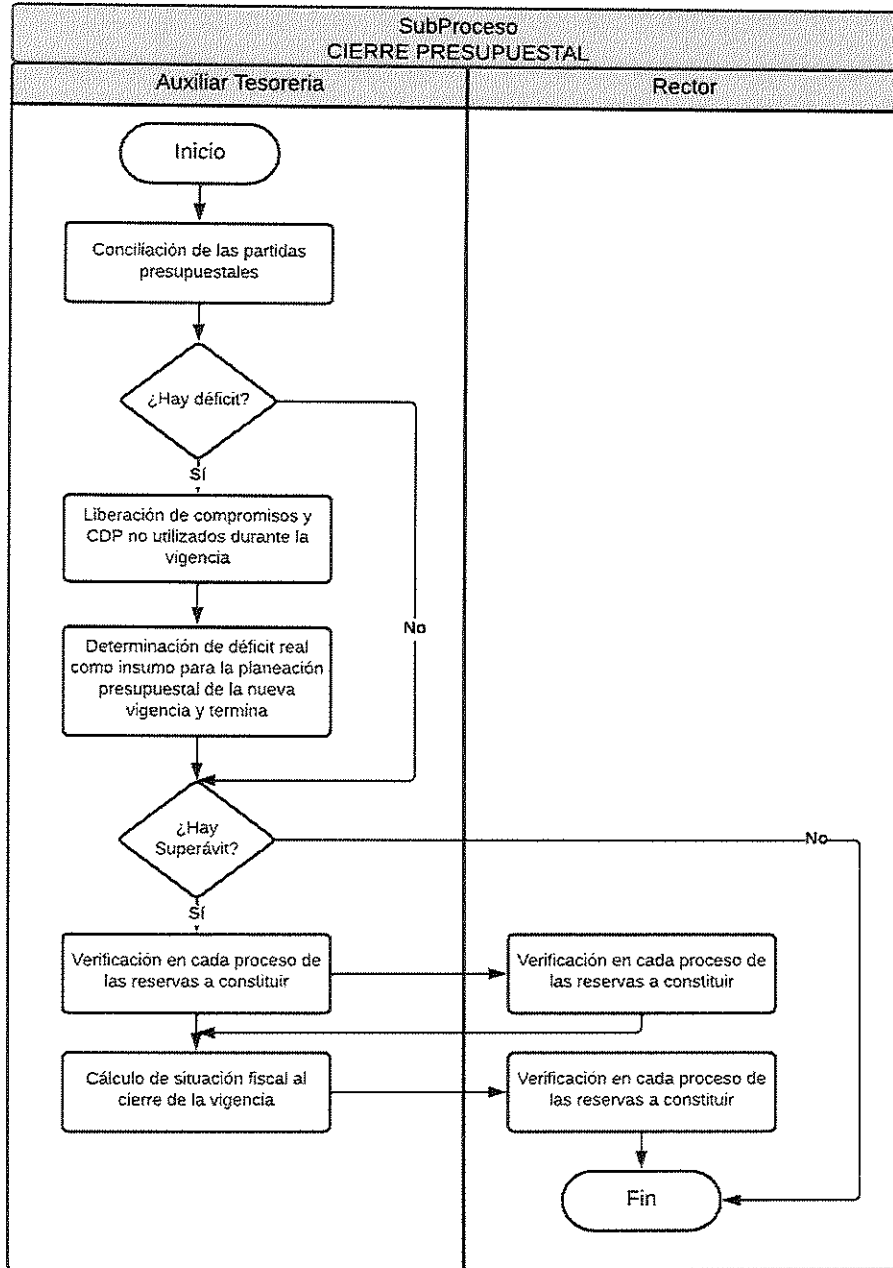 SubProceso
CIERRE PRESUPUESTAL
Auxiliar Tesoreria
Rector
Inicio
Conciliación de las partidas
presupuestales
¿Hay déficit?
Sí
Liberación de compromisos y
CDP no utilizados durante la
vigencia
No
Determinación de déficit real
como insumo para la planeación
presupuestal de la nueva
vigencia y termina
¿Hay
Superávit?
No
Sí
Verificación en cada proceso de
las reservas a constituir
Verificación en cada proceso de
las reservas a constituir
Cálculo de situación fiscal al
cierre de la vigencia
Verificación en cada proceso de
las reservas a constituir
Fin